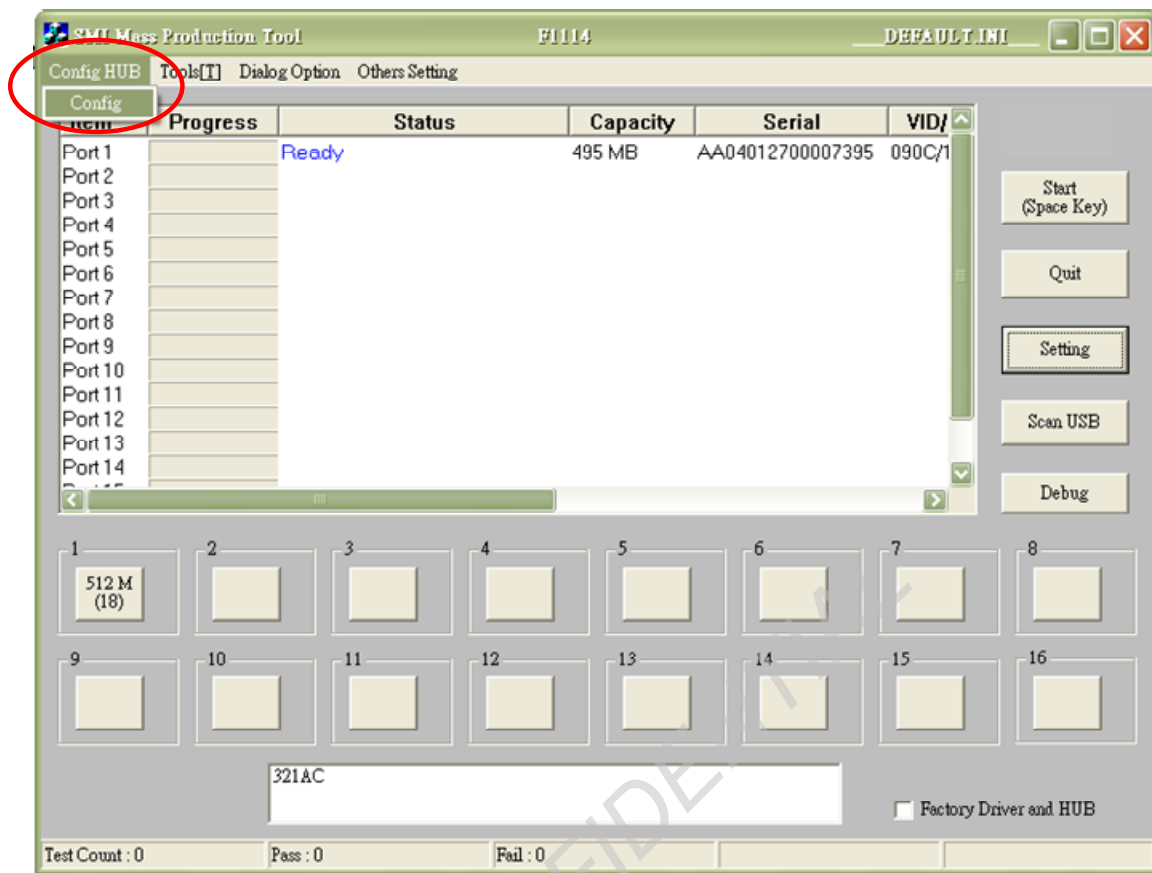 SMI Mass Production Tool F1114 DEFAULT.INI
Config HUB Tools[T] Dialog Option Others Setting
Config
Item Progress Status Capacity Serial VID/
Port 1 Ready 495 MB AA04012700007395 090C/1
Port 2
Port 3
Port 4
Port 5
Port 6
Port 7
Port 8
Port 9
Port 10
Port 11
Port 12
Port 13
Port 14
Start
(Space Key)
Quit
Setting
Scan USB
Debug
1 2 3 4 5 6 7 8
512 M
(18)
9 10 11 12 13 14 15 16
321AC
Factory Driver and HUB
Test Count : 0 Pass : 0 Fail : 0